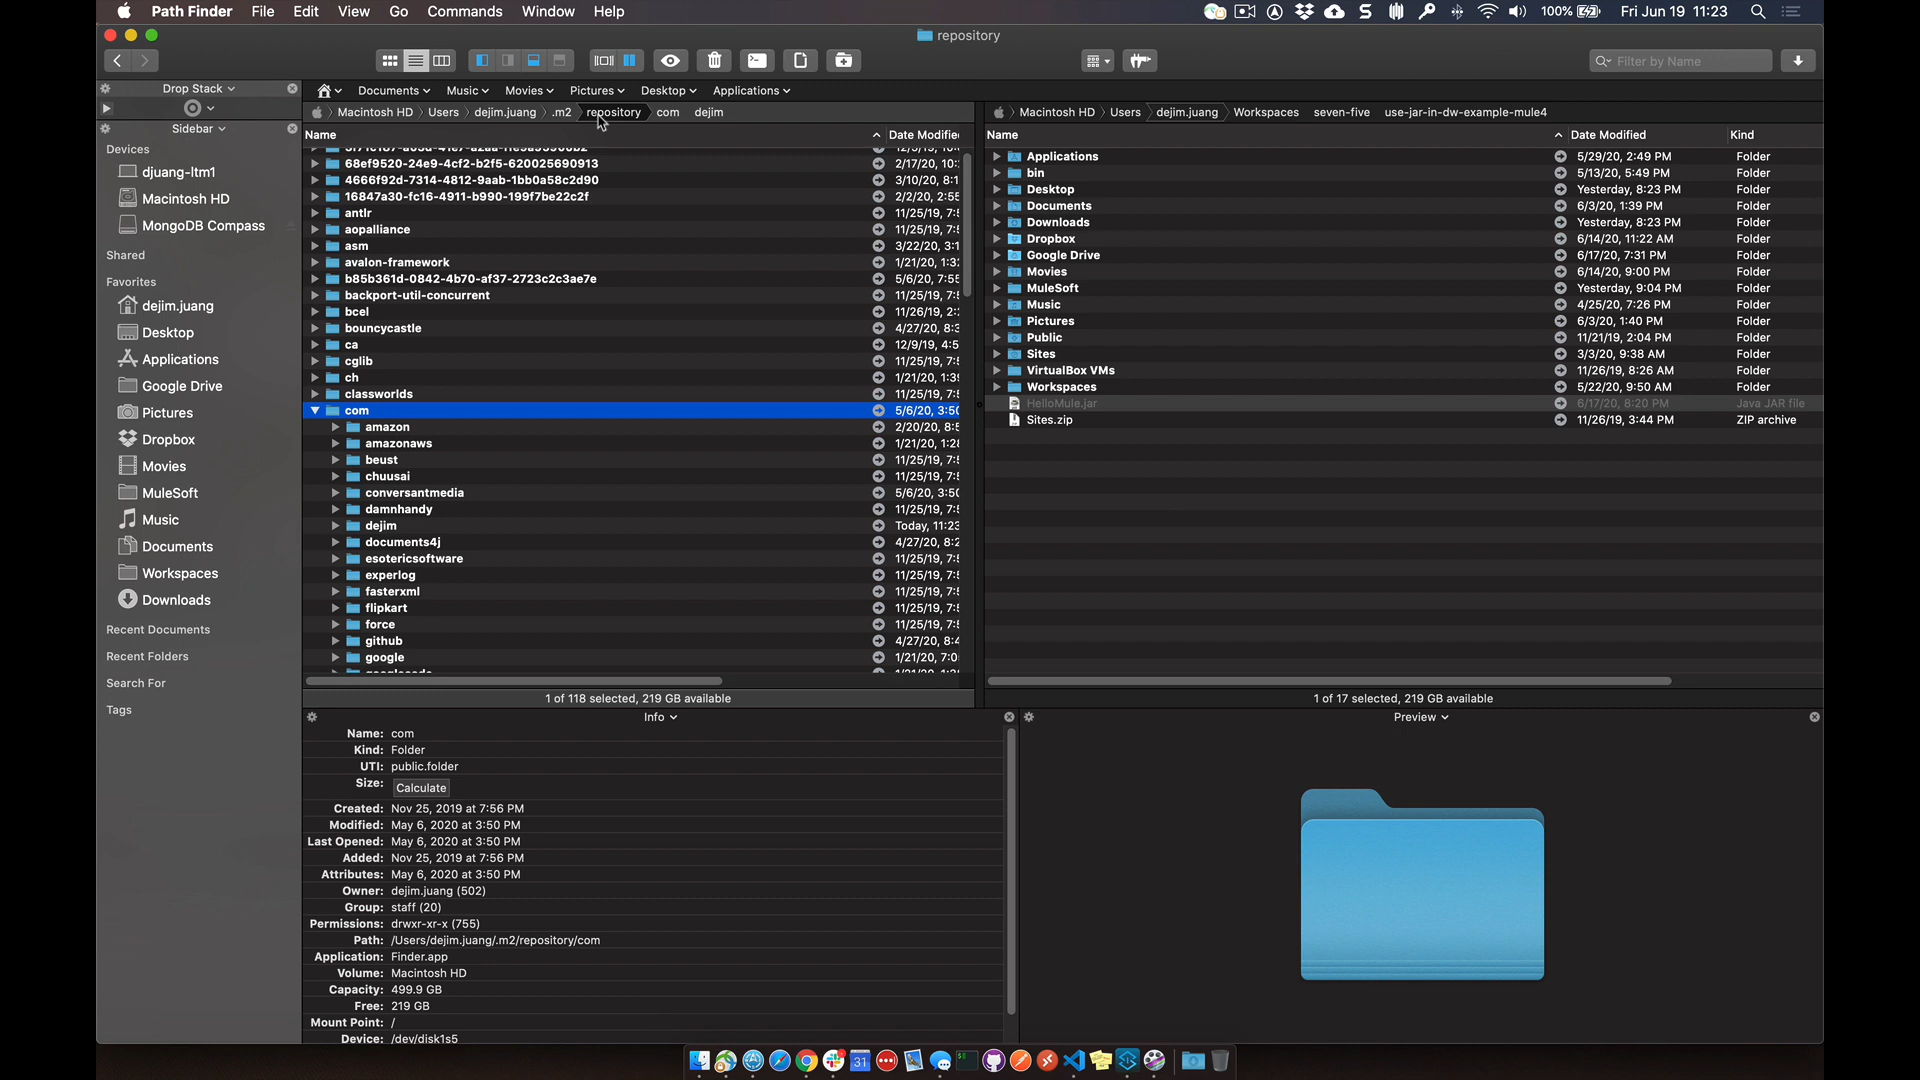 Path Finder File Edit View Go Commands Window Help
100% Fri Jun 19 11:23
repository
Filter by Name
Drop Stack
Documents Music Movies Pictures Desktop Applications
Macintosh HD Users dejim.juang .m2 repository com dejim
Macintosh HD Users dejim.juang Workspaces seven-five use-jar-in-dw-example-mule4
Sidebar
Devices
djuang-ltm1
Macintosh HD
MongoDB Compass
Shared
Favorites
dejim.juang
Desktop
Applications
Google Drive
Pictures
Dropbox
Movies
MuleSoft
Music
Documents
Workspaces
Downloads
Recent Documents
Recent Folders
Search For
Tags
Name Date Modified
68ef9520-24e9-4cf2-b2f5-620025690913 2/17/20, 10:
4666f92d-7314-4812-9aab-1bb0a58c2d90 3/10/20, 8:1
16847a30-fc16-4911-b990-199f7be22c2f 2/2/20, 2:55
antlr 11/25/19, 7:5
aopalliance 11/25/19, 7:5
asm 3/22/20, 3:1
avalon-framework 1/21/20, 1:32
b85b361d-0842-4b70-af37-2723c2c3ae7e 5/6/20, 7:55
backport-util-concurrent 11/25/19, 7:5
bcel 11/26/19, 2:2
bouncycastle 4/27/20, 8:3
ca 12/9/19, 4:5
cglib 11/25/19, 7:5
ch 1/21/20, 1:39
classworlds 11/25/19, 7:5
com 5/6/20, 3:50
amazon 2/20/20, 8:5
amazonaws 1/21/20, 1:28
beust 11/25/19, 7:5
chuusai 11/25/19, 7:5
conversantmedia 5/6/20, 3:50
damnhandy 11/25/19, 7:5
dejim Today, 11:23
documents4j 4/27/20, 8:2
esotericsoftware 11/25/19, 7:5
experlog 11/25/19, 7:5
fasterxml 11/25/19, 7:5
flipkart 11/25/19, 7:5
force 11/25/19, 7:5
github 4/27/20, 8:4
google 1/21/20, 7:0
1 of 118 selected, 219 GB available
Name Date Modified Kind
Applications 5/29/20, 2:49 PM Folder
bin 5/13/20, 5:49 PM Folder
Desktop Yesterday, 8:23 PM Folder
Documents 6/3/20, 1:39 PM Folder
Downloads Yesterday, 8:23 PM Folder
Dropbox 6/14/20, 11:22 AM Folder
Google Drive 6/17/20, 7:31 PM Folder
Movies 6/14/20, 9:00 PM Folder
MuleSoft Yesterday, 9:04 PM Folder
Music 4/25/20, 7:26 PM Folder
Pictures 6/3/20, 1:40 PM Folder
Public 11/21/19, 2:04 PM Folder
Sites 3/3/20, 9:38 AM Folder
VirtualBox VMs 11/26/19, 8:26 AM Folder
Workspaces 5/22/20, 9:50 AM Folder
HelloMule.jar 6/17/20, 8:20 PM Java JAR file
Sites.zip 11/26/19, 3:44 PM ZIP archive
1 of 17 selected, 219 GB available
Info
Name: com
Kind: Folder
UTI: public.folder
Size: Calculate
Created: Nov 25, 2019 at 7:56 PM
Modified: May 6, 2020 at 3:50 PM
Last Opened: May 6, 2020 at 3:50 PM
Added: Nov 25, 2019 at 7:56 PM
Attributes: May 6, 2020 at 3:50 PM
Owner: dejim.juang (502)
Group: staff (20)
Permissions: drwxr-xr-x (755)
Path: /Users/dejim.juang/.m2/repository/com
Application: Finder.app
Volume: Macintosh HD
Capacity: 499.9 GB
Free: 219 GB
Mount Point: /
Device: /dev/disk1s5
Preview
31